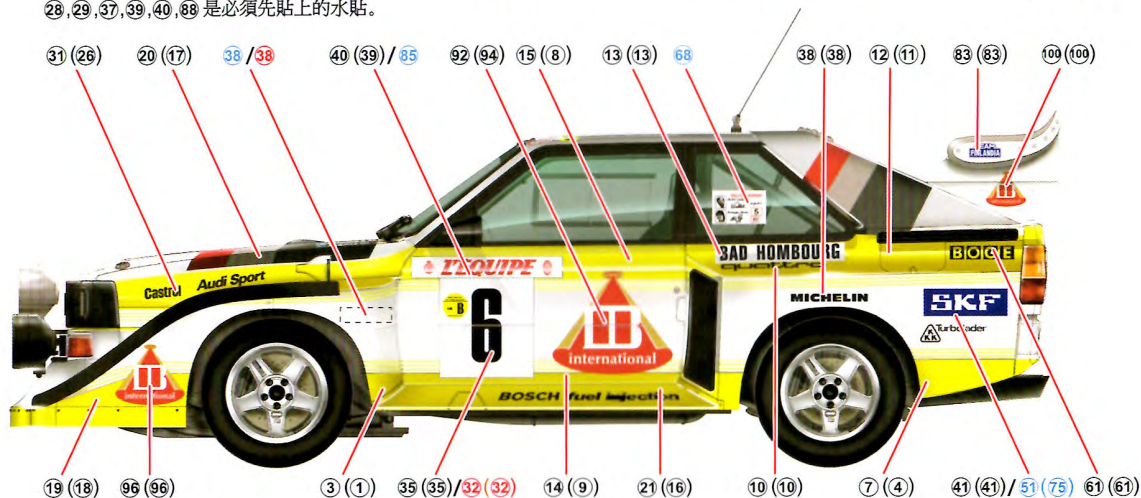 ㉘,㉙,㊲,㊴,㊵,88 是必須先貼上的水貼。
31 (26) 20 (17) 38 / 38 40 (39) / 85 92 (94) 15 (8) 13 (13) 68 38 (38) 12 (11) 83 (83) 100 (100)
FINLANDIA
BAD HOMBOURG
quattro
BOGE
L'EQUIPE
Castrol Audi Sport
B
6
MICHELIN
SKF
international
KKK Turbolader
international
BOSCH fuel injection
19 (18) 96 (96) 3 (1) 35 (35) / 32 (32) 14 (9) 21 (16) 10 (10) 7 (4) 41 (41) / 51 (75) 61 (61)